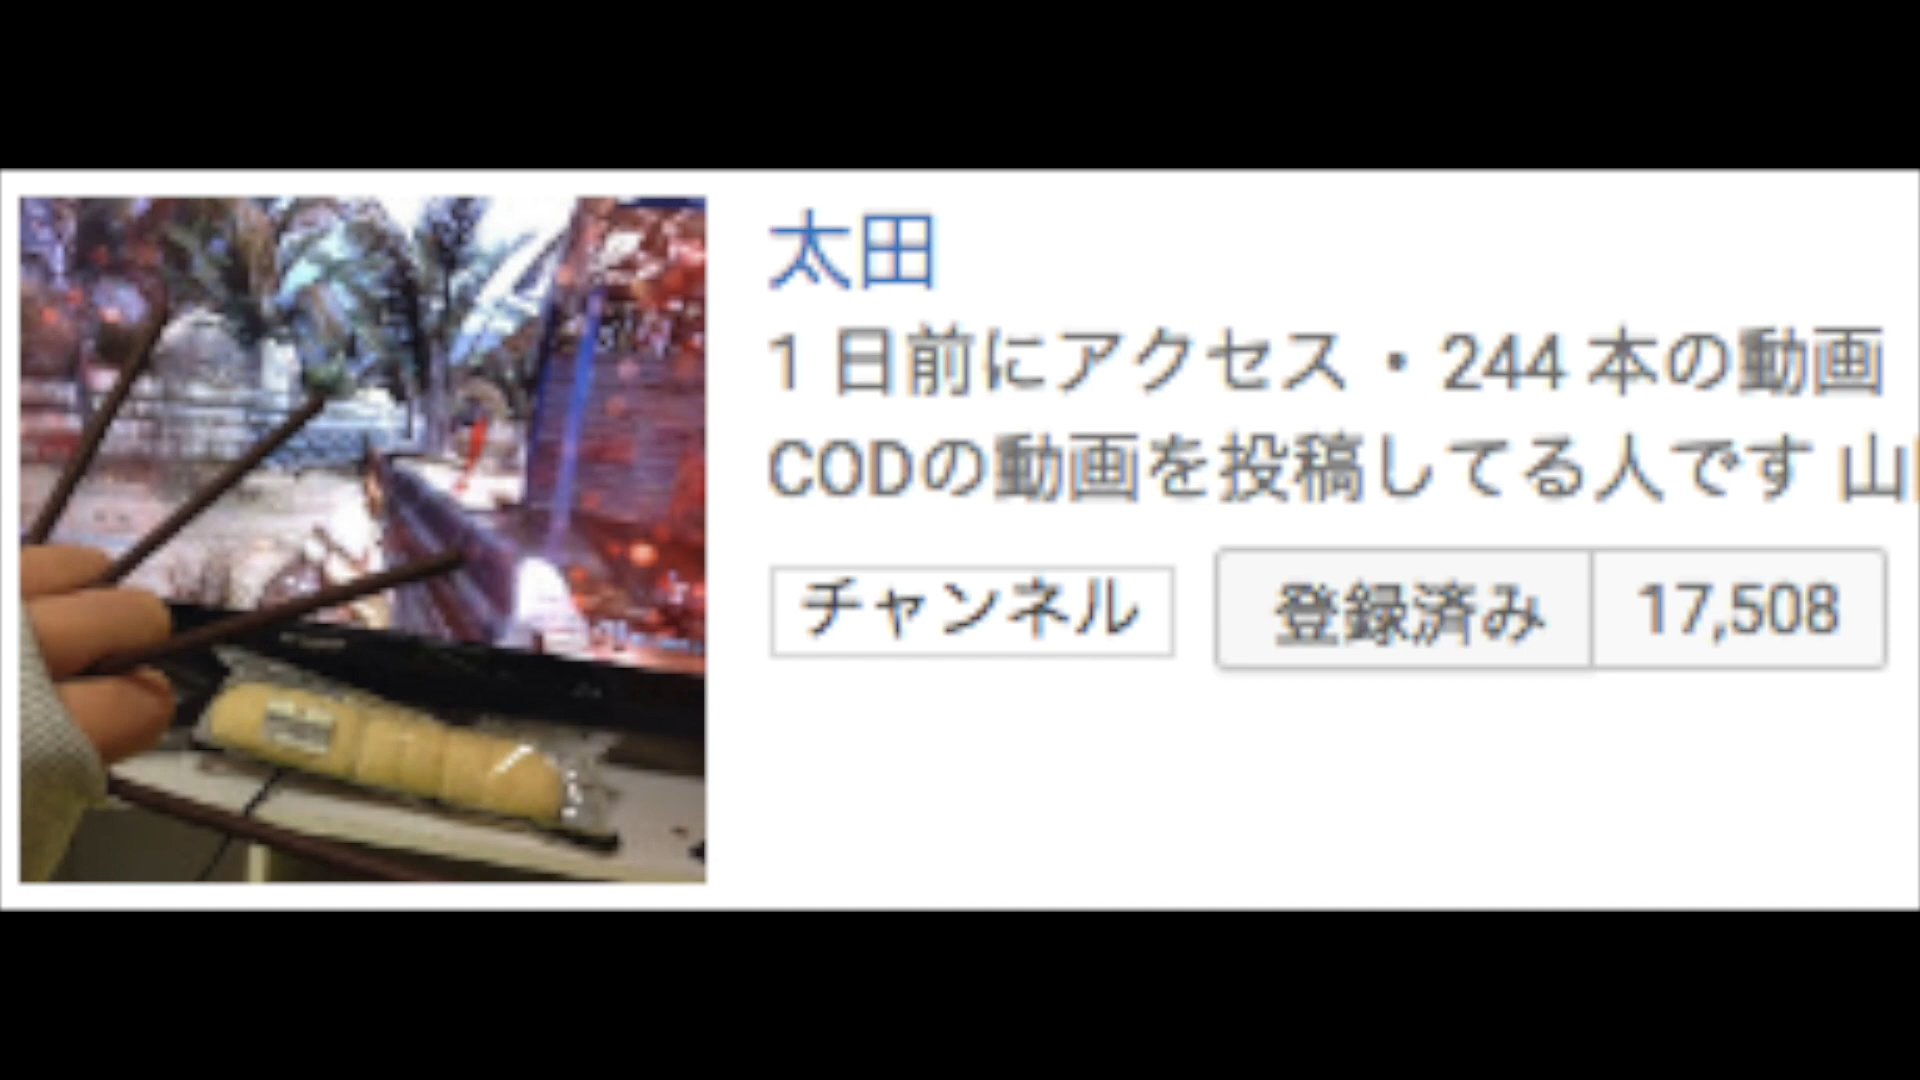 太田
1 日前にアクセス・244 本の動画
CODの動画を投稿してる人です 山
チャンネル
登録済み 17,508